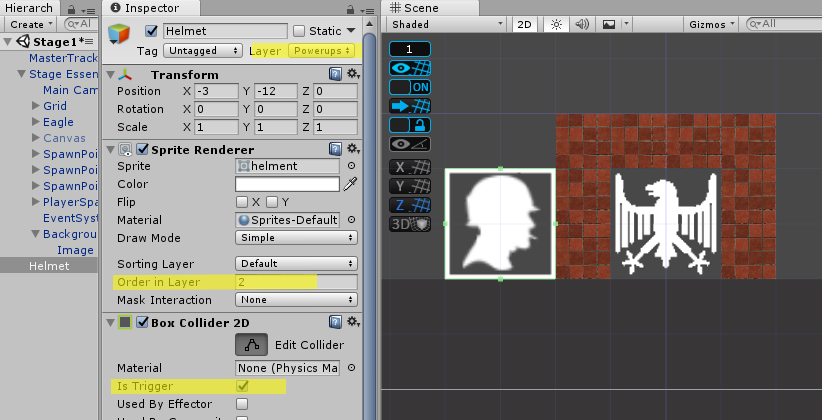 Hierarch
Create
All
Stage1*
MasterTrack
Stage Essen
Main Cam
Grid
Eagle
Canvas
SpawnPoi
SpawnPoi
SpawnPoi
PlayerSpa
EventSyst
Backgrou
Image
Helmet
Inspector
Helmet
Static
Tag Untagged Layer Powerups
Transform
Position X -3 Y -12 Z 0
Rotation X 0 Y 0 Z 0
Scale X 1 Y 1 Z 1
Sprite Renderer
Sprite helment
Color
Flip X Y
Material Sprites-Default
Draw Mode Simple
Sorting Layer Default
Order in Layer 2
Mask Interaction None
Box Collider 2D
Edit Collider
Material None (Physics Ma
Is Trigger
Used By Effector
Scene
Shaded 2D Gizmos All
1
ON
X
Y
Z
3D